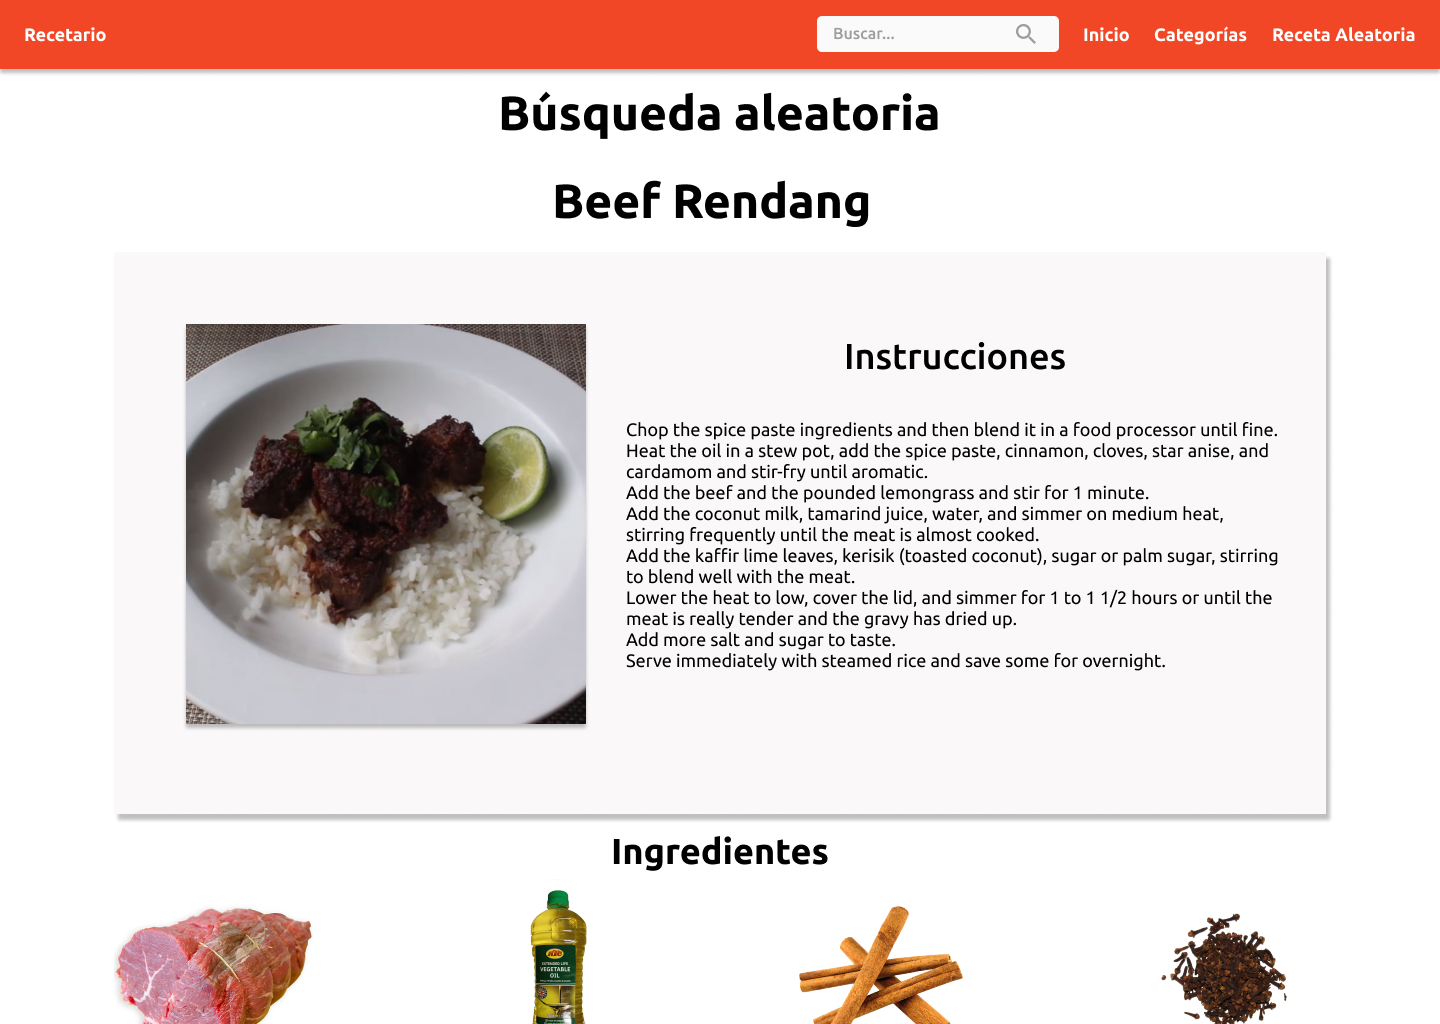 Recetario
Buscar...
Inicio
Categorías
Receta Aleatoria
Búsqueda aleatoria
Beef Rendang
Instrucciones
Chop the spice paste ingredients and then blend it in a food processor until fine.
Heat the oil in a stew pot, add the spice paste, cinnamon, cloves, star anise, and
cardamom and stir-fry until aromatic.
Add the beef and the pounded lemongrass and stir for 1 minute.
Add the coconut milk, tamarind juice, water, and simmer on medium heat,
stirring frequently until the meat is almost cooked.
Add the kaffir lime leaves, kerisik (toasted coconut), sugar or palm sugar, stirring
to blend well with the meat.
Lower the heat to low, cover the lid, and simmer for 1 to 1 1/2 hours or until the
meat is really tender and the gravy has dried up.
Add more salt and sugar to taste.
Serve immediately with steamed rice and save some for overnight.
Ingredientes
KTC
EXTENDED LIFE
VEGETABLE
OIL